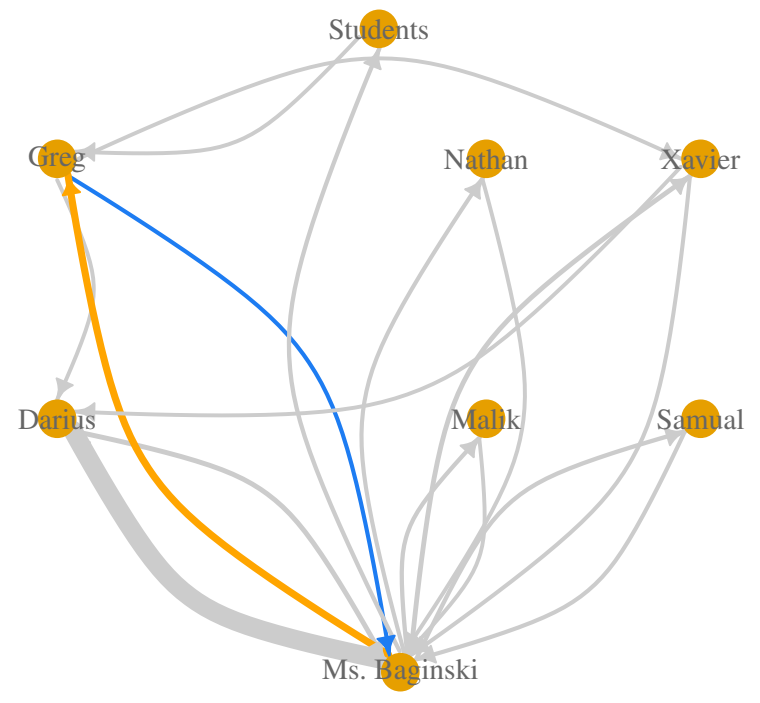 Students
Greg
Nathan
Xavier
Darius
Malik
Samual
Ms. Baginski